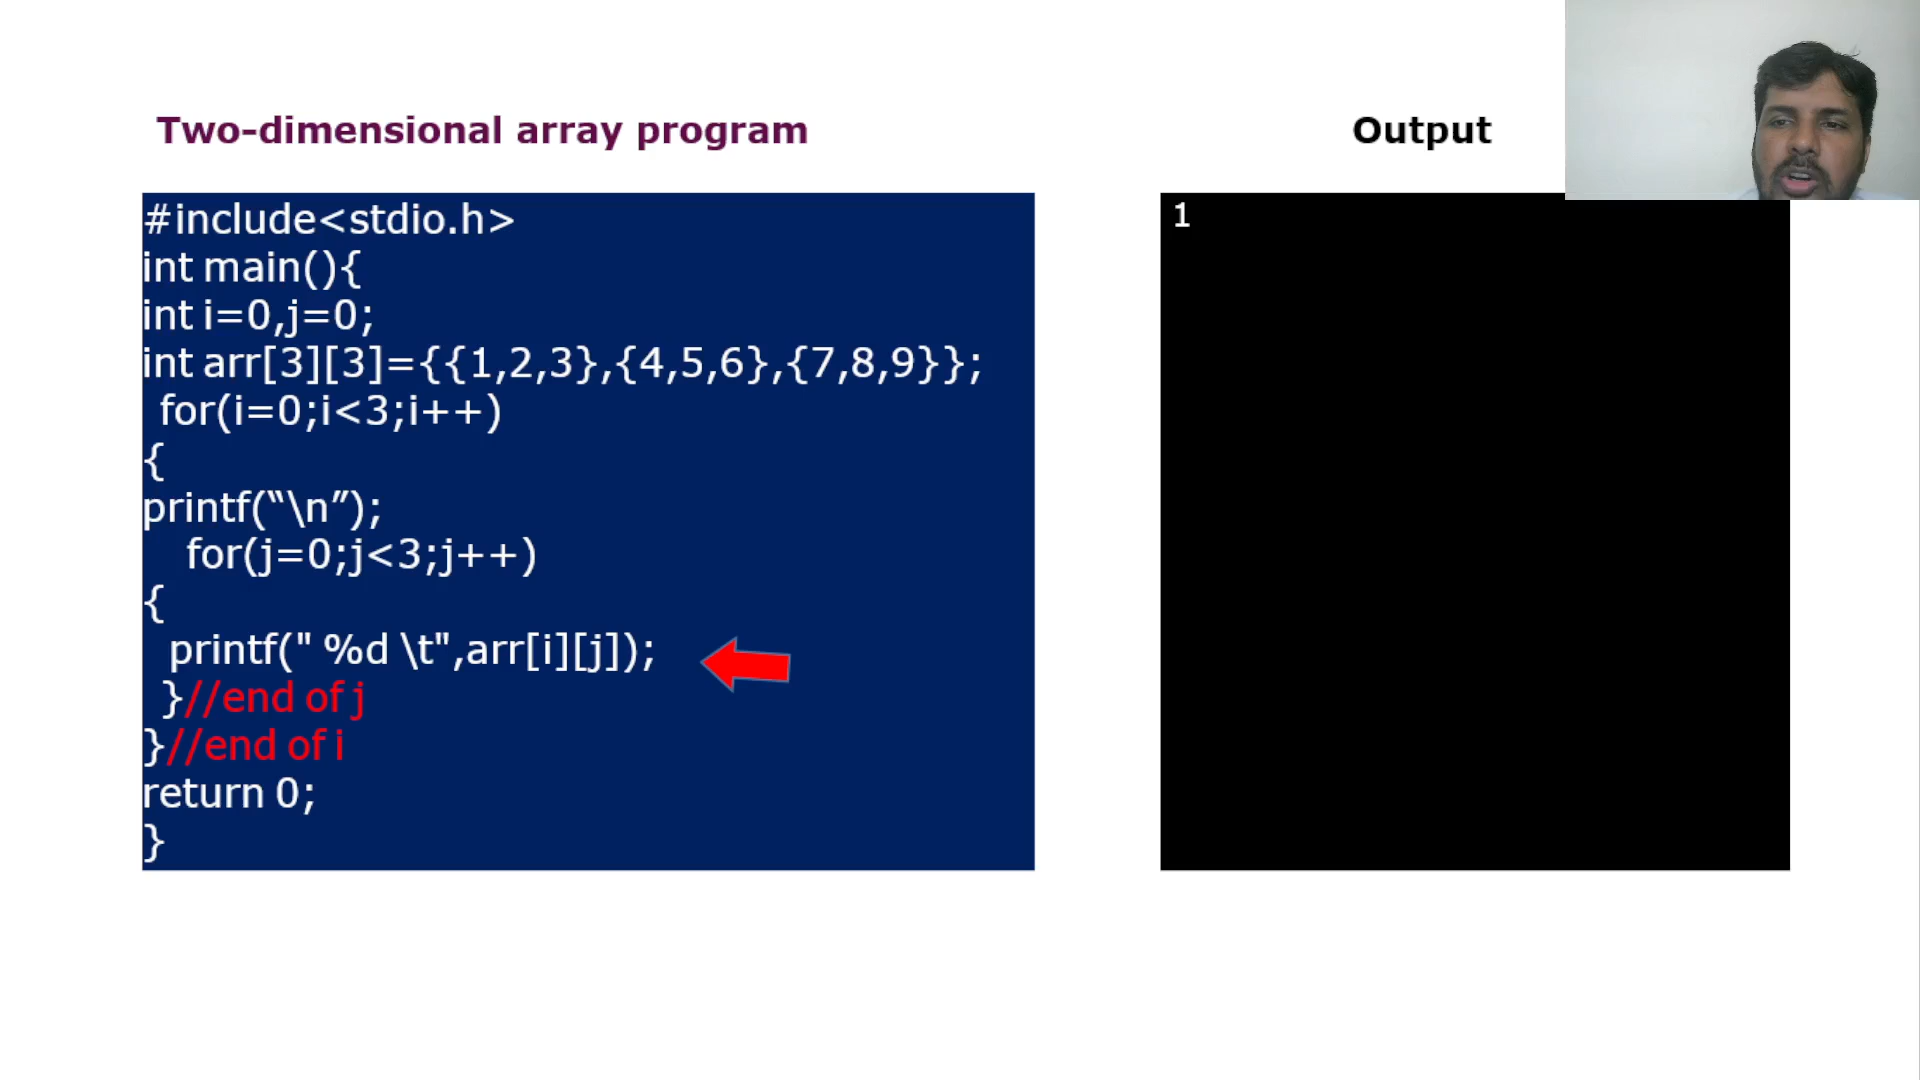 Two-dimensional array program
Output
#include<stdio.h>
int main(){
int i=0,j=0;
int arr[3][3]={{1,2,3},{4,5,6},{7,8,9}};
for(i=0;i<3;i++)
{
printf(“\n”);
for(j=0;j<3;j++)
{
printf(" %d \t",arr[i][j]);
}//end of j
}//end of i
return 0;
}
1